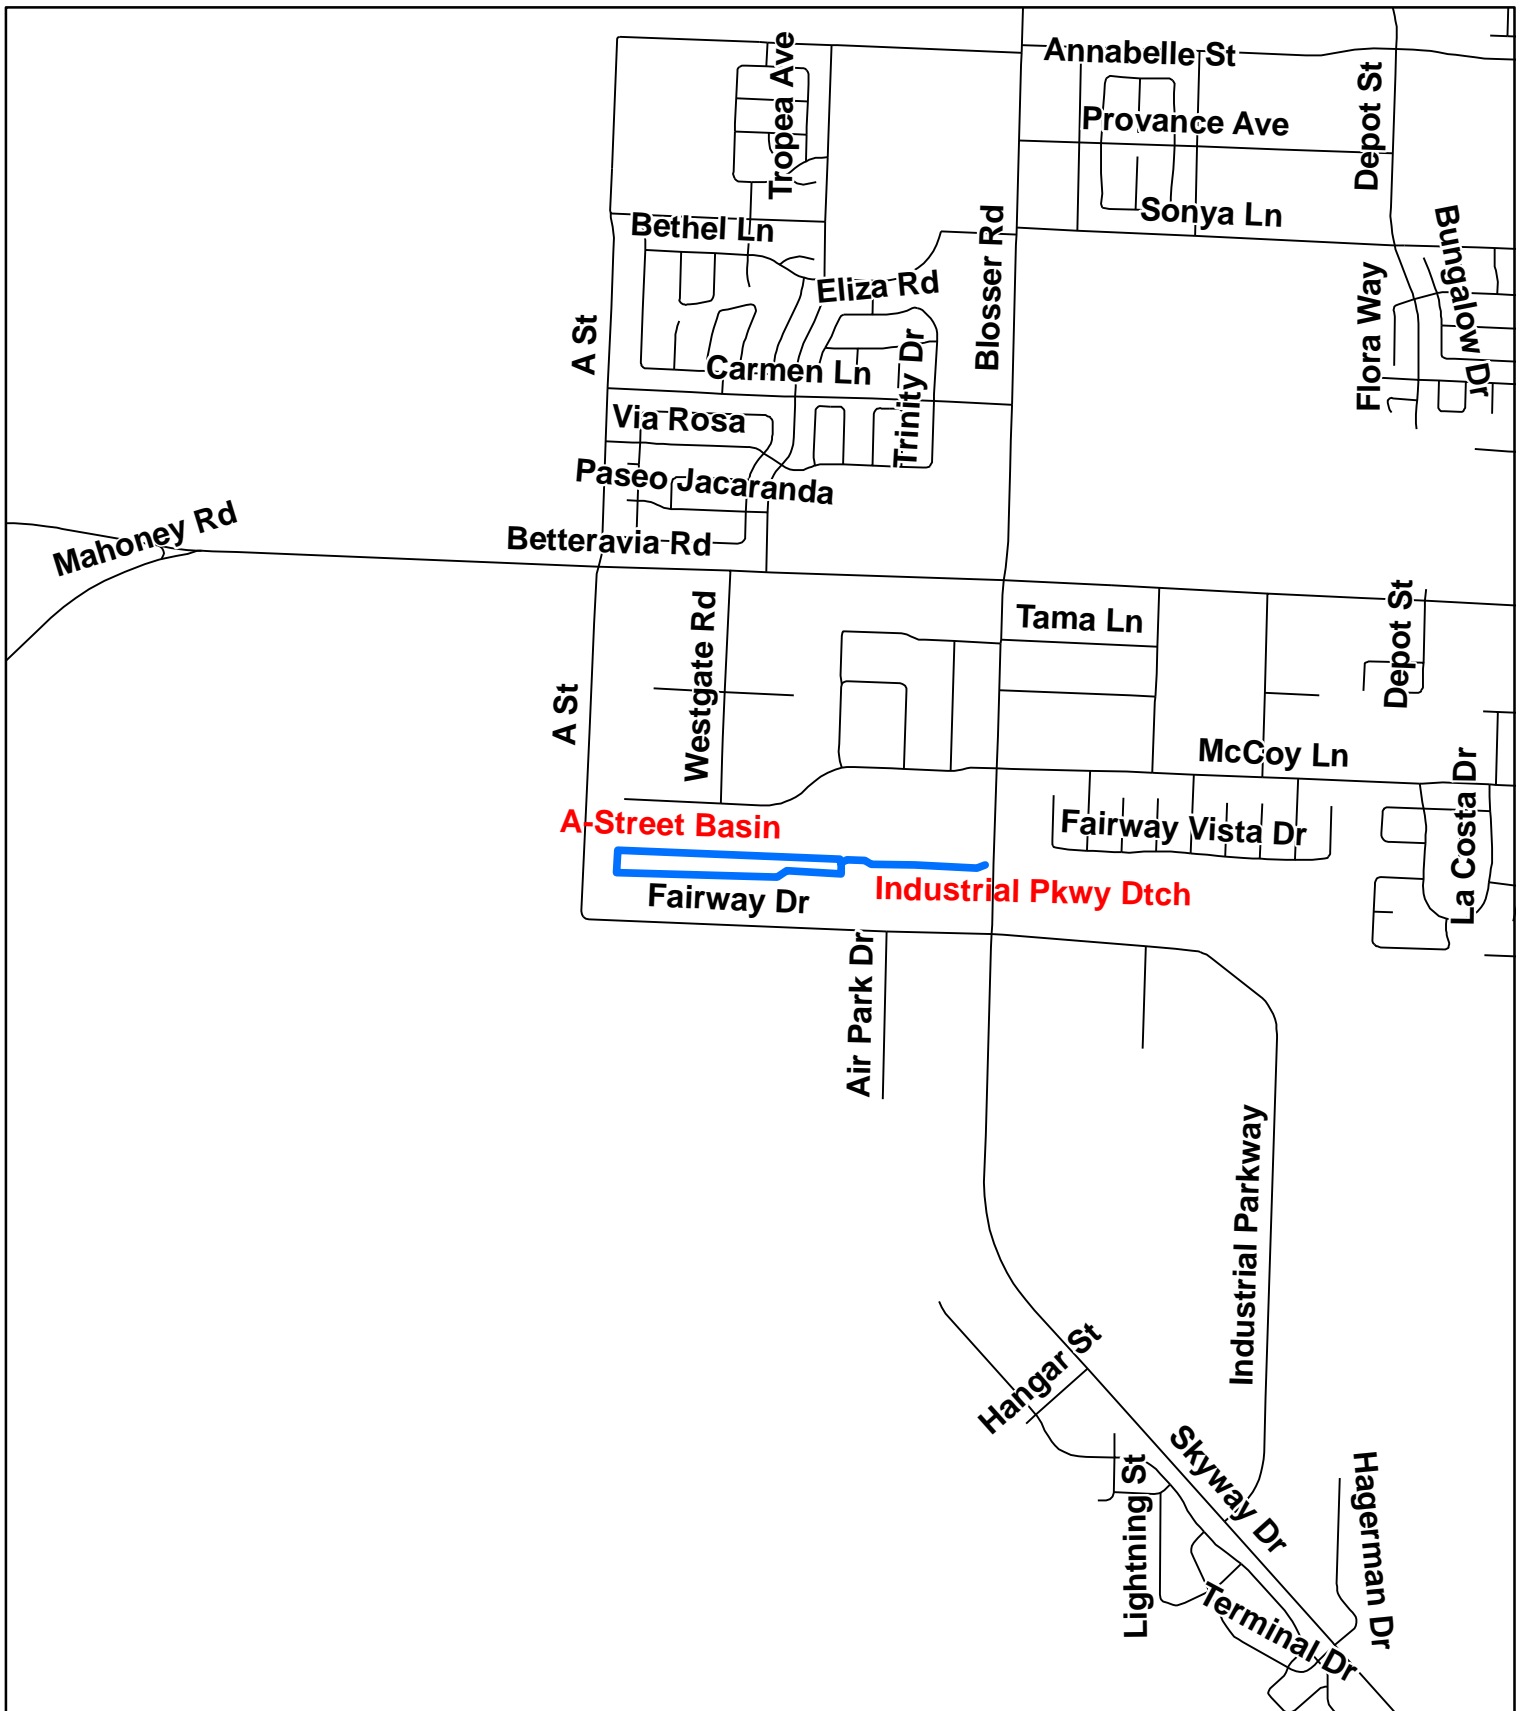 Annabelle St
Tropea Ave
Depot St
Provance Ave
Sonya Ln
Bethel Ln
Blosser Rd
Bungalow Dr
Eliza Rd
Flora Way
A St
Trinity Dr
Carmen Ln
Via Rosa
Paseo Jacaranda
Mahoney Rd
Betteravia Rd
Tama Ln
Depot St
Westgate Rd
A St
McCoy Ln
La Costa Dr
A-Street Basin
Fairway Vista Dr
Industrial Pkwy Dtch
Fairway Dr
Air Park Dr
Industrial Parkway
Hangar St
Skyway Dr
Lightning St
Hagerman Dr
Terminal Dr